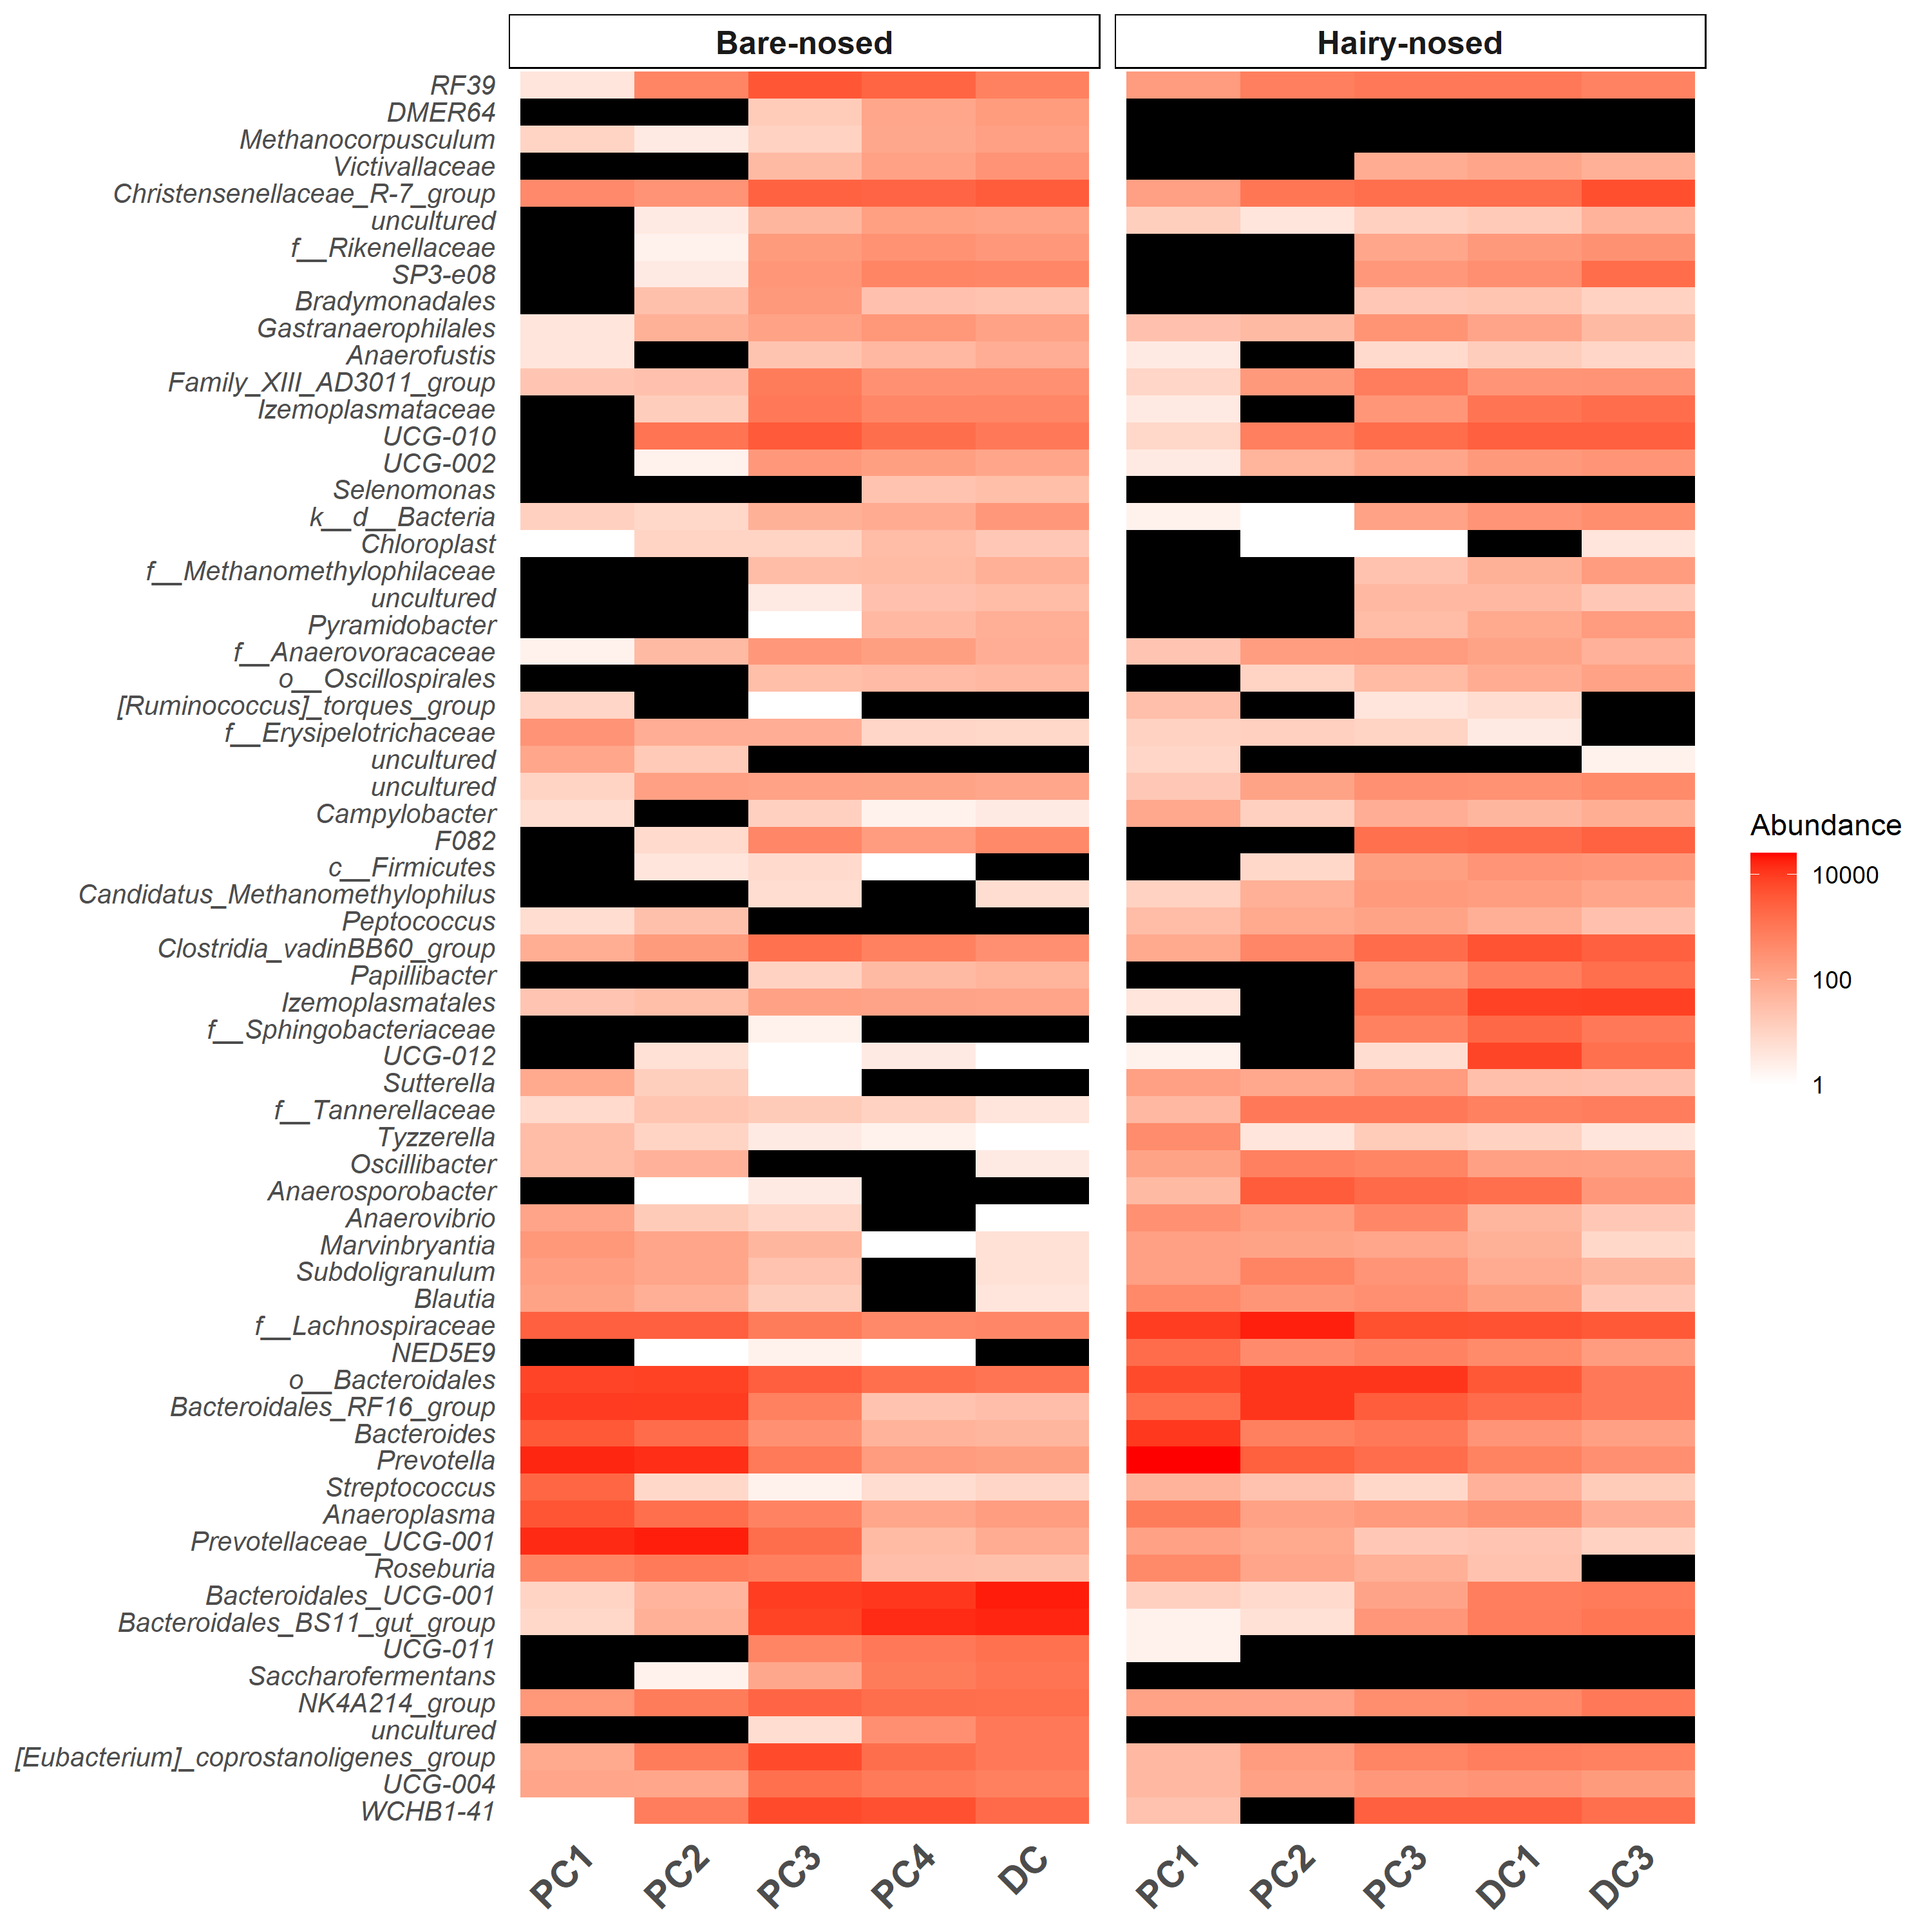 Bare-nosed
Hairy-nosed
RF39
DMER64
Methanocorpusculum
Victivallaceae
Christensenellaceae_R-7_group
uncultured
f__Rikenellaceae
SP3-e08
Bradymonadales
Gastranaerophilales
Anaerofustis
Family_XIII_AD3011_group
Izemoplasmataceae
UCG-010
UCG-002
Selenomonas
k__d__Bacteria
Chloroplast
f__Methanomethylophilaceae
uncultured
Pyramidobacter
f__Anaerovoracaceae
o__Oscillospirales
[Ruminococcus]_torques_group
f__Erysipelotrichaceae
uncultured
uncultured
Campylobacter
F082
c__Firmicutes
Candidatus_Methanomethylophilus
Peptococcus
Clostridia_vadinBB60_group
Papillibacter
Izemoplasmatales
f__Sphingobacteriaceae
UCG-012
Sutterella
f__Tannerellaceae
Tyzzerella
Oscillibacter
Anaerosporobacter
Anaerovibrio
Marvinbryantia
Subdoligranulum
Blautia
f__Lachnospiraceae
NED5E9
o__Bacteroidales
Bacteroidales_RF16_group
Bacteroides
Prevotella
Streptococcus
Anaeroplasma
Prevotellaceae_UCG-001
Roseburia
Bacteroidales_UCG-001
Bacteroidales_BS11_gut_group
UCG-011
Saccharofermentans
NK4A214_group
uncultured
[Eubacterium]_coprostanoligenes_group
UCG-004
WCHB1-41
PC1
PC2
PC3
PC4
DC
PC1
PC2
PC3
DC1
DC3
Abundance
10000
100
1